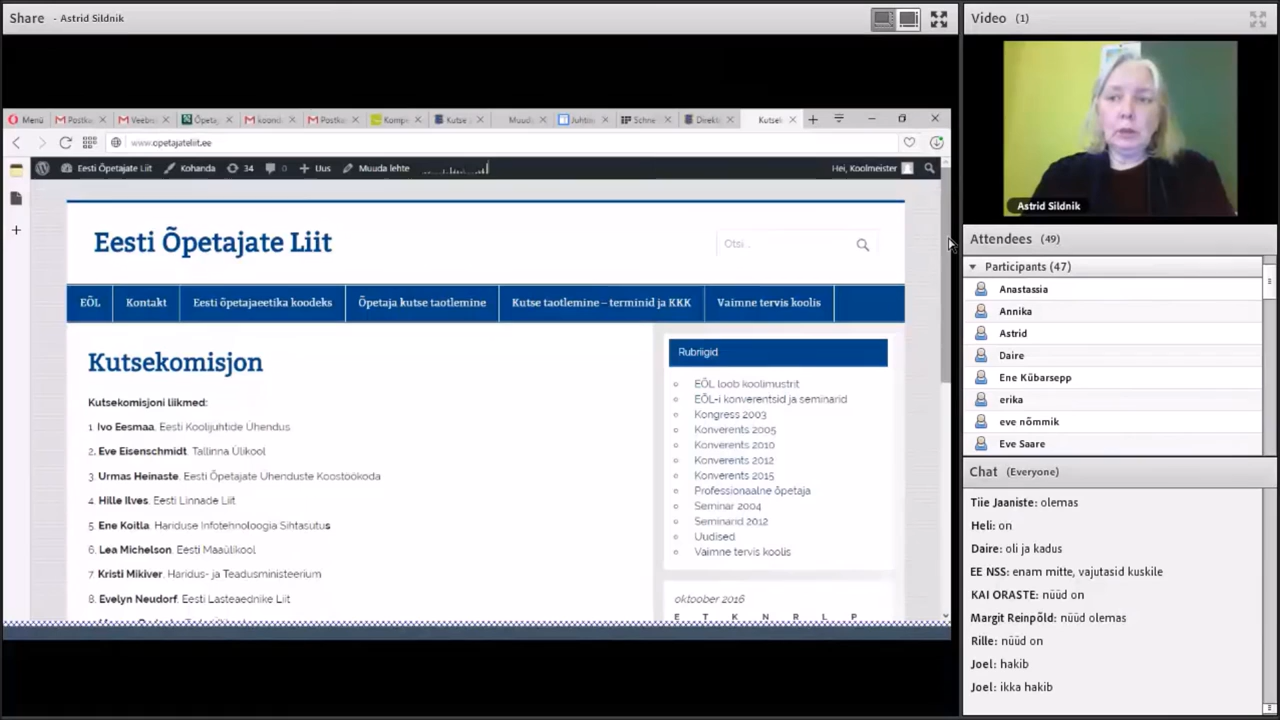 Share - Astrid Sildnik
Menü
www.opetajateliit.ee
Eesti Õpetajate Liit Kohanda 34 0 Uus Muuda lehte
Hei, Koolmeister
Eesti Õpetajate Liit
Otsi ..
EÕL Kontakt Eesti õpetajaeetika koodeks Õpetaja kutse taotlemine Kutse taotlemine – terminid ja KKK Vaimne tervis koolis
Kutsekomisjon
Kutsekomisjoni liikmed:
1. Ivo Eesmaa, Eesti Koolijuhtide Ühendus
2. Eve Eisenschmidt, Tallinna Ülikool
3. Urmas Heinaste, Eesti Õpetajate Ühenduste Koostöökoda
4. Hille Ilves, Eesti Linnade Liit
5. Ene Koitla, Hariduse Infotehnoloogia Sihtasutus
6. Lea Michelson, Eesti Maaülikool
7. Kristi Mikiver, Haridus- ja Teadusministeerium
8. Evelyn Neudorf, Eesti Lasteaednike Liit
Rubriigid
EÕL loob koolimustrit
EÕL-i konverentsid ja seminarid
Kongress 2003
Konverents 2005
Konverents 2010
Konverents 2012
Konverents 2015
Professionaalne õpetaja
Seminar 2004
Seminarid 2012
Uudised
Vaimne tervis koolis
oktoober 2016
E T K N R L P
Video (1)
Astrid Sildnik
Attendees (49)
Participants (47)
Anastassia
Annika
Astrid
Daire
Ene Kübarsepp
erika
eve nõmmik
Eve Saare
Chat (Everyone)
Tiie Jaaniste: olemas
Heli: on
Daire: oli ja kadus
EE NSS: enam mitte, vajutasid kuskile
KAI ORASTE: nüüd on
Margit Reinpõld: nüüd olemas
Rille: nüüd on
Joel: hakib
Joel: ikka hakib